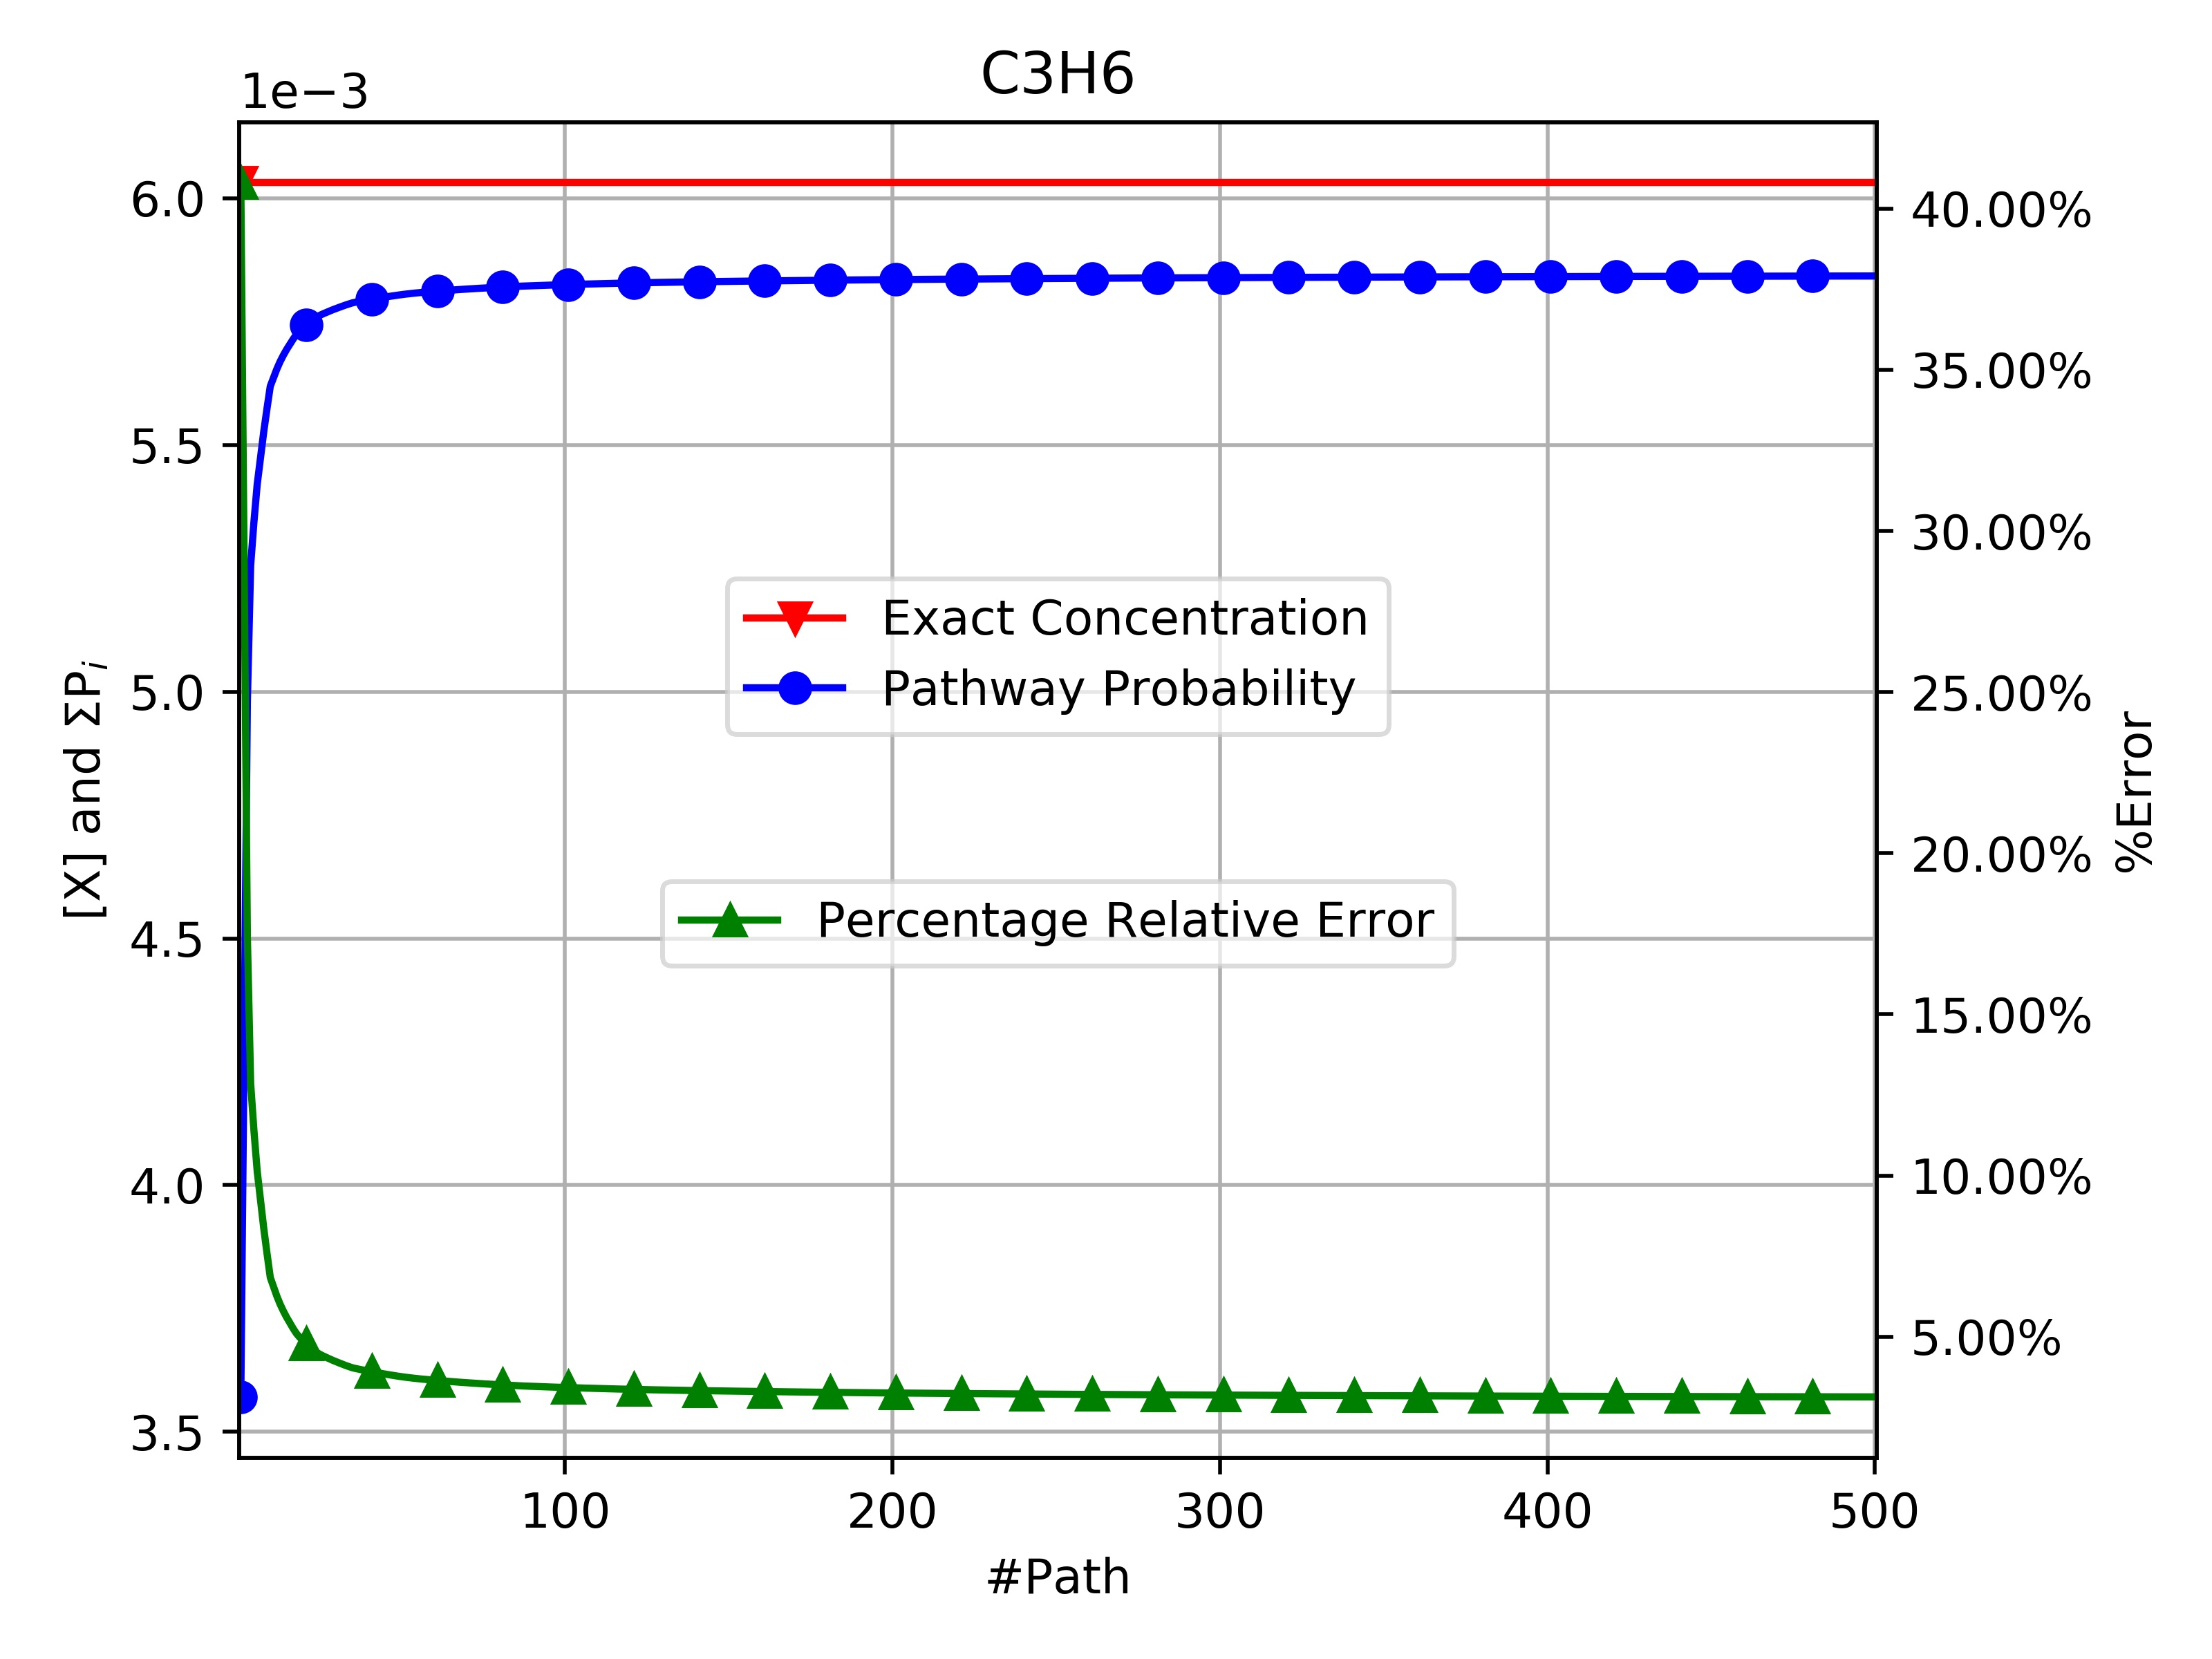 C3H6
1e−3
6.0
5.5
5.0
4.5
4.0
3.5
[X] and ΣPᵢ
40.00%
35.00%
30.00%
25.00%
20.00%
15.00%
10.00%
5.00%
%Error
Exact Concentration
Pathway Probability
Percentage Relative Error
100 200 300 400 500
#Path